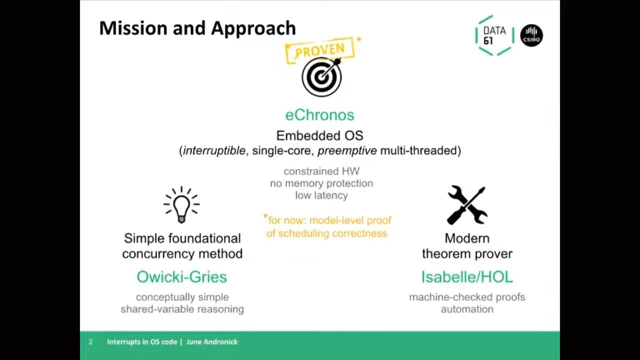 Mission and Approach
DATA
61
CSIRO
PROVEN
*
eChronos
Embedded OS
(interruptible, single-core, preemptive multi-threaded)
constrained HW
no memory protection
low latency
*for now: model-level proof
of scheduling correctness
Simple foundational
concurrency method
Owicki-Gries
conceptually simple
shared-variable reasoning
Modern
theorem prover
Isabelle/HOL
machine-checked proofs
automation
2 Interrupts in OS code | June Andronick